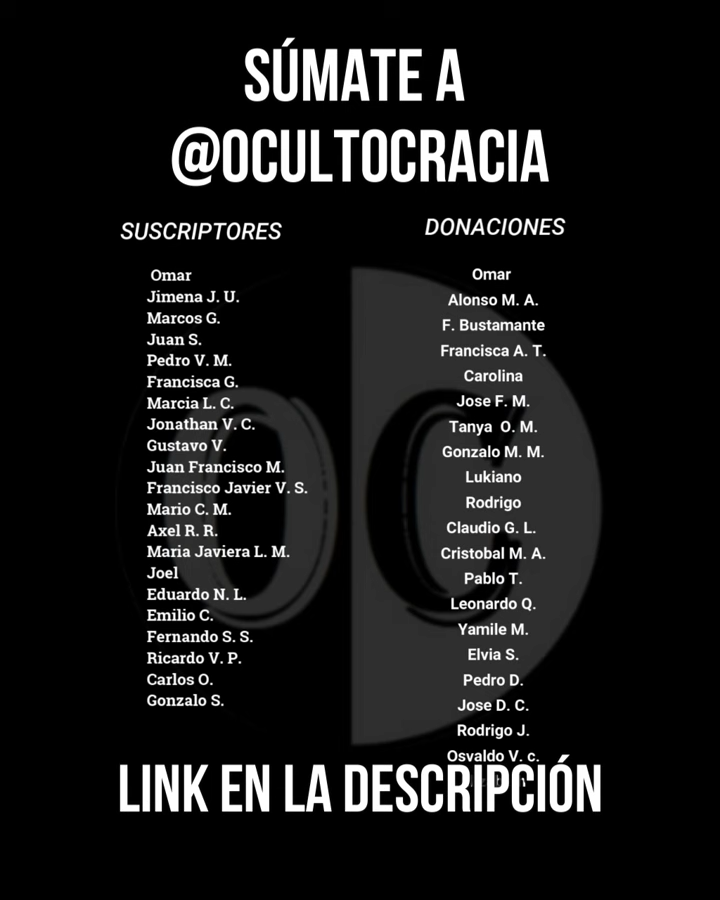 SÚMATE A
@OCULTOCRACIA
SUSCRIPTORES
Omar
Jimena J. U.
Marcos G.
Juan S.
Pedro V. M.
Francisca G.
Marcia L. C.
Jonathan V. C.
Gustavo V.
Juan Francisco M.
Francisco Javier V. S.
Mario C. M.
Axel R. R.
Maria Javiera L. M.
Joel
Eduardo N. L.
Emilio C.
Fernando S. S.
Ricardo V. P.
Carlos O.
Gonzalo S.
DONACIONES
Omar
Alonso M. A.
F. Bustamante
Francisca A. T.
Carolina
Jose F. M.
Tanya O. M.
Gonzalo M. M.
Lukiano
Rodrigo
Claudio G. L.
Cristobal M. A.
Pablo T.
Leonardo Q.
Yamile M.
Elvia S.
Pedro D.
Jose D. C.
Rodrigo J.
Osvaldo V. c.
LINK EN LA DESCRIPCIÓN
OC